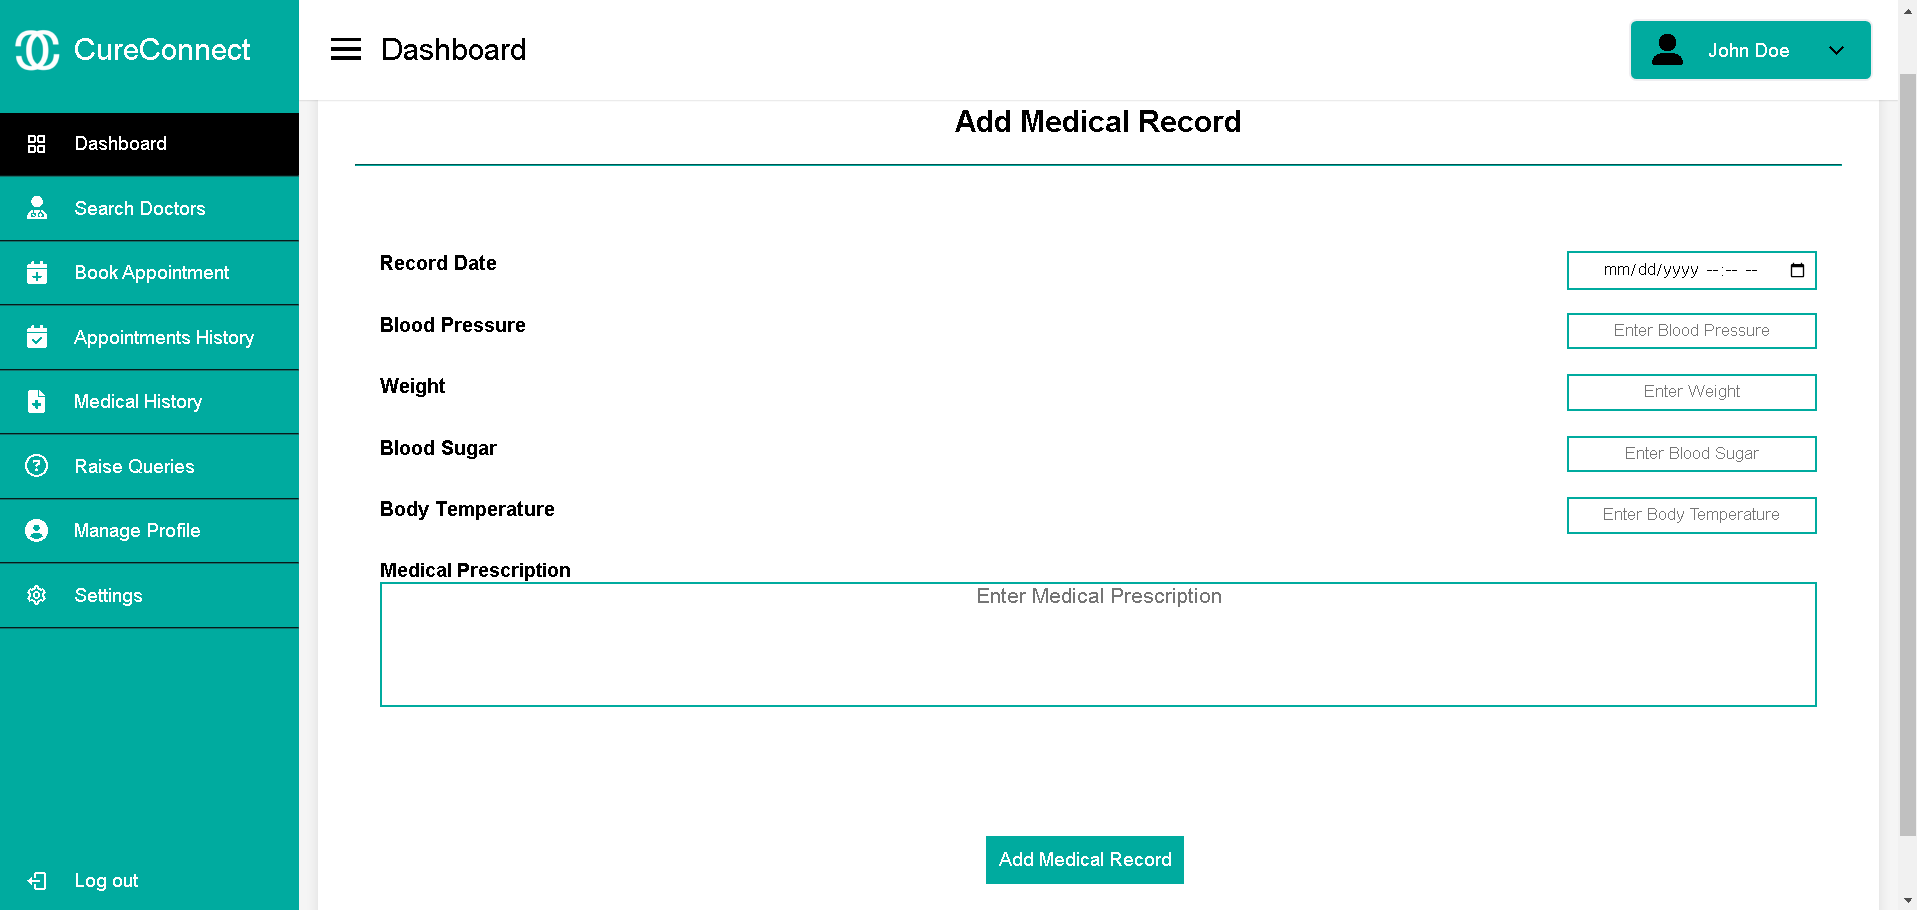 CureConnect
Dashboard
John Doe
Dashboard
Search Doctors
Book Appointment
Appointments History
Medical History
Raise Queries
Manage Profile
Settings
Log out
Add Medical Record
Record Date
mm/dd/yyyy --:-- --
Blood Pressure
Enter Blood Pressure
Weight
Enter Weight
Blood Sugar
Enter Blood Sugar
Body Temperature
Enter Body Temperature
Medical Prescription
Enter Medical Prescription
Add Medical Record